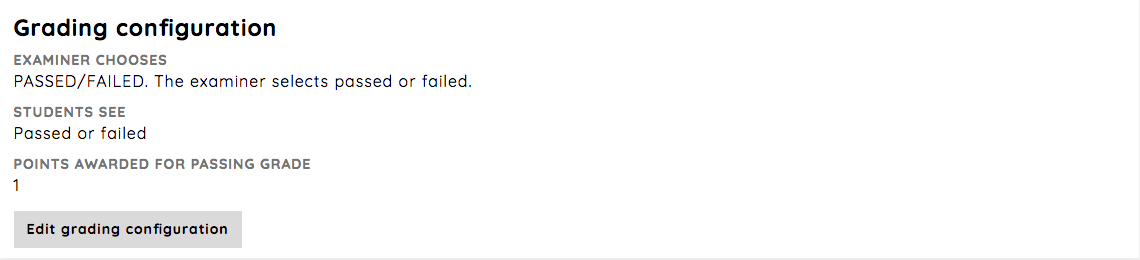 Grading configuration
EXAMINER CHOOSES
PASSED/FAILED. The examiner selects passed or failed.
STUDENTS SEE
Passed or failed
POINTS AWARDED FOR PASSING GRADE
1
Edit grading configuration